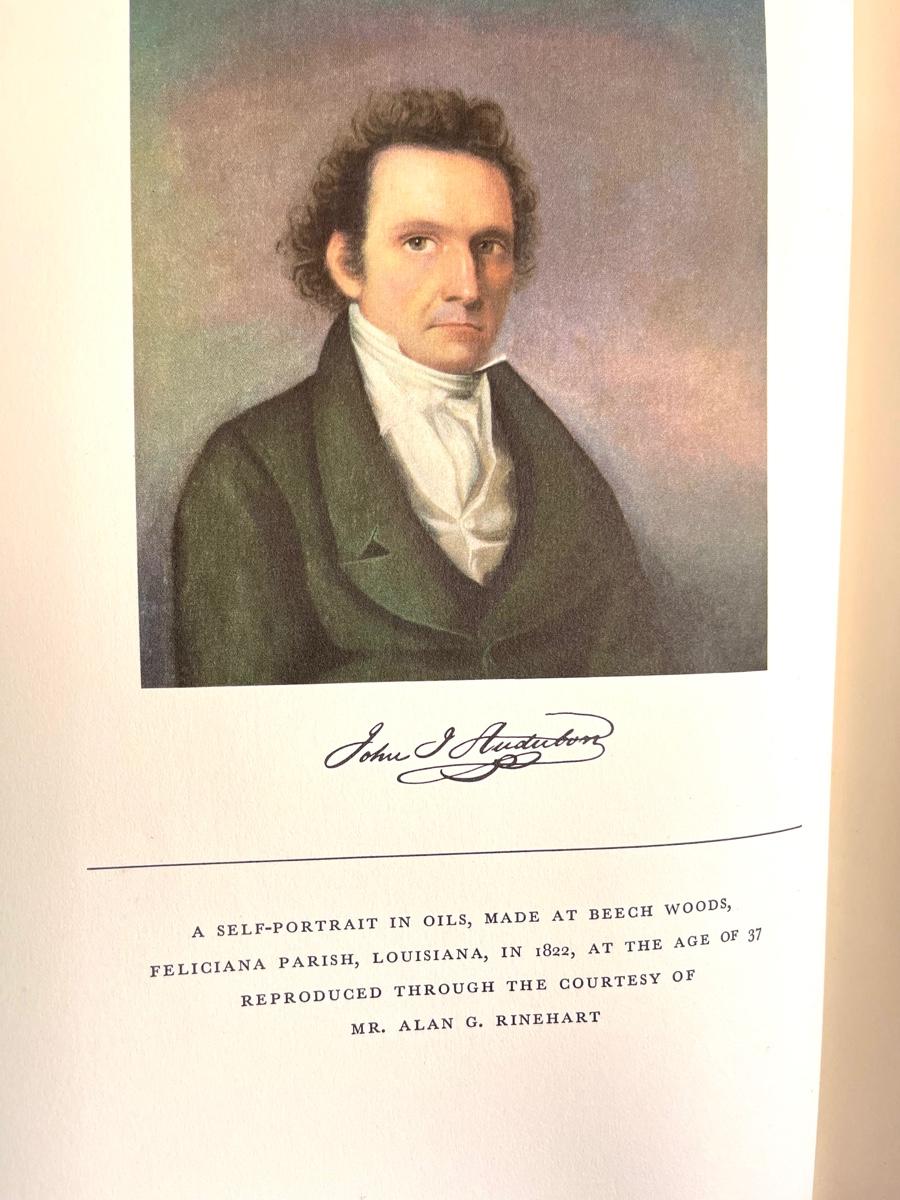 John J Audubon
A SELF-PORTRAIT IN OILS, MADE AT BEECH WOODS,
FELICIANA PARISH, LOUISIANA, IN 1822, AT THE AGE OF 37
REPRODUCED THROUGH THE COURTESY OF
MR. ALAN G. RINEHART